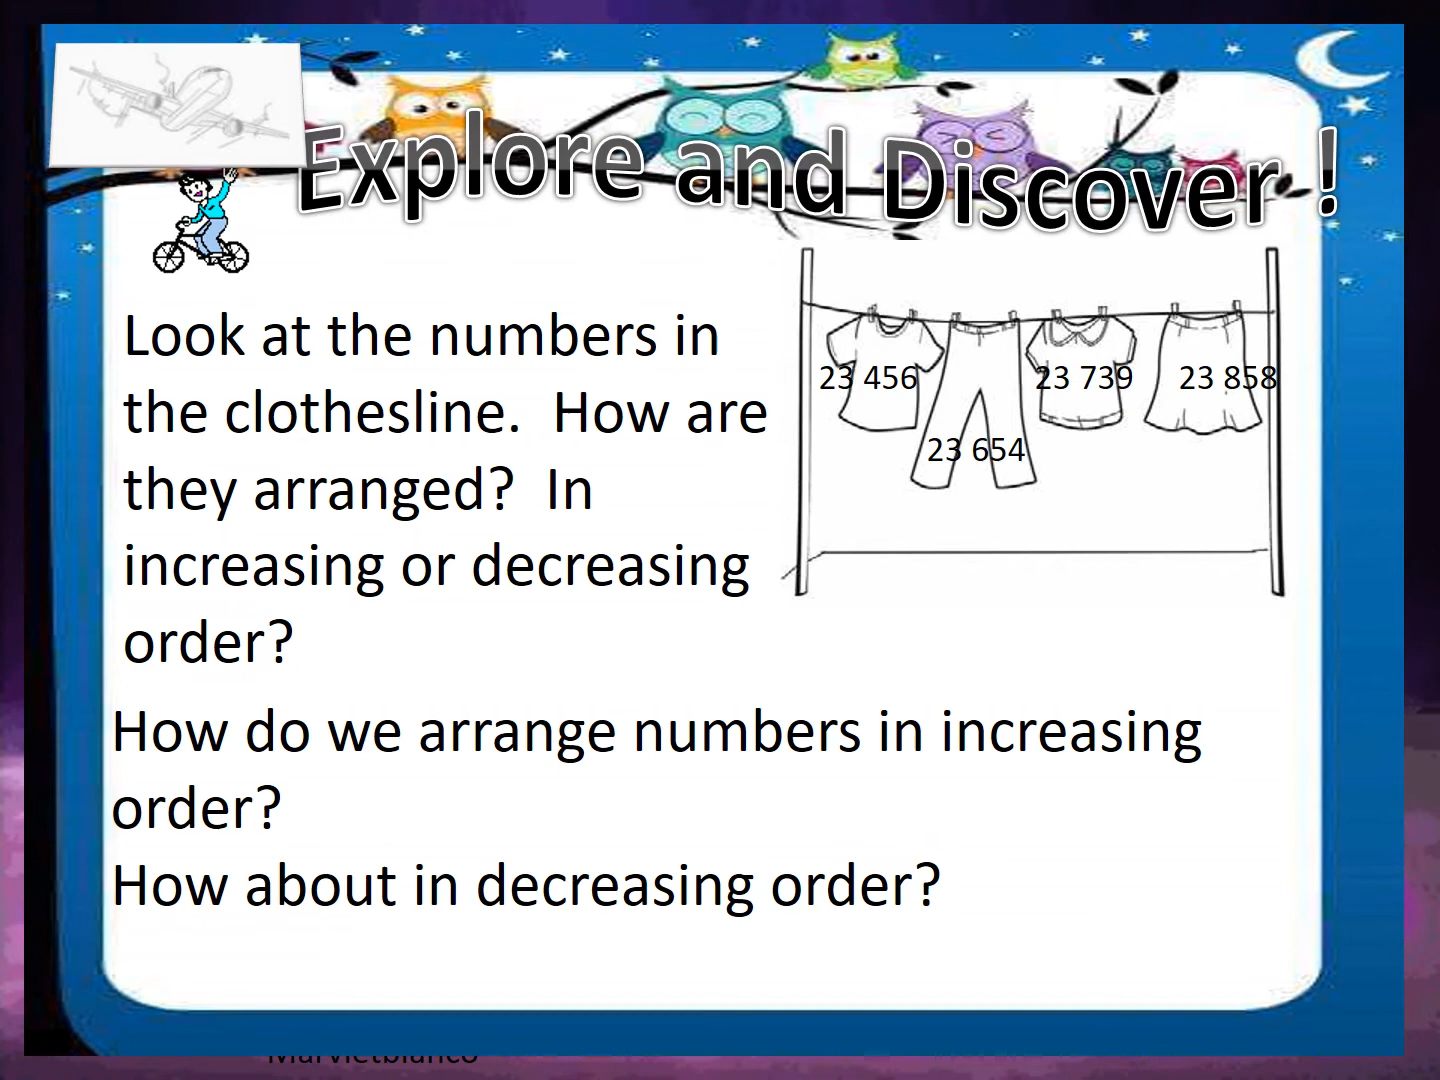 Explore and Discover !
Look at the numbers in
the clothesline.  How are
they arranged?  In
increasing or decreasing
order?
23 456
23 739
23 858
23 654
How do we arrange numbers in increasing
order?
How about in decreasing order?